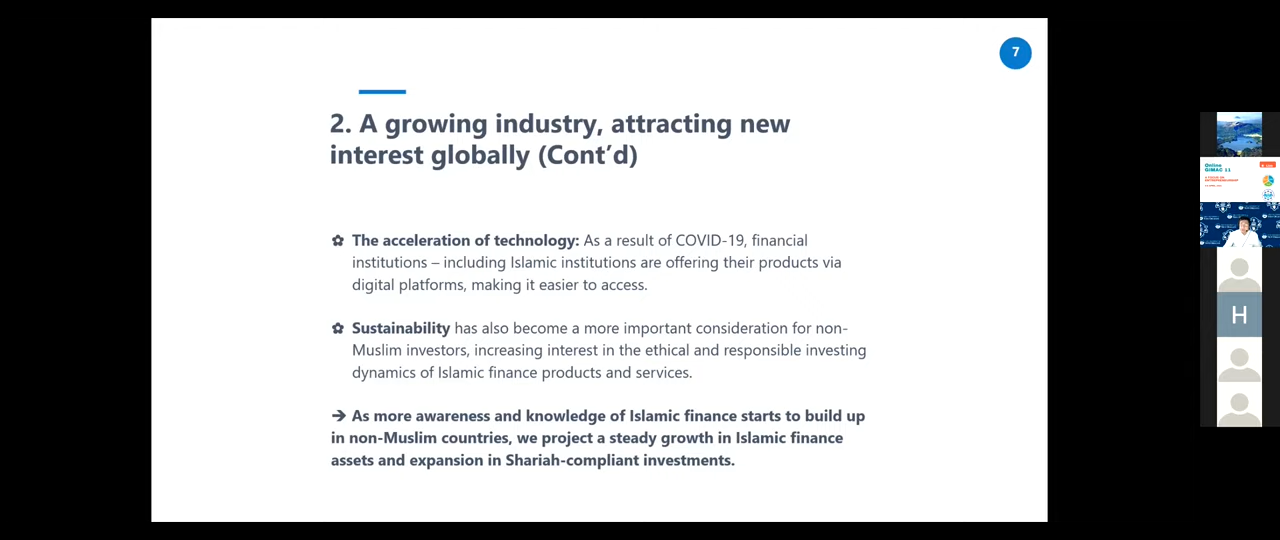 7
2. A growing industry, attracting new
interest globally (Cont’d)
✿ The acceleration of technology: As a result of COVID-19, financial
institutions – including Islamic institutions are offering their products via
digital platforms, making it easier to access.
✿ Sustainability has also become a more important consideration for non-
Muslim investors, increasing interest in the ethical and responsible investing
dynamics of Islamic finance products and services.
→ As more awareness and knowledge of Islamic finance starts to build up
in non-Muslim countries, we project a steady growth in Islamic finance
assets and expansion in Shariah-compliant investments.
Online
GIMAC 11
H